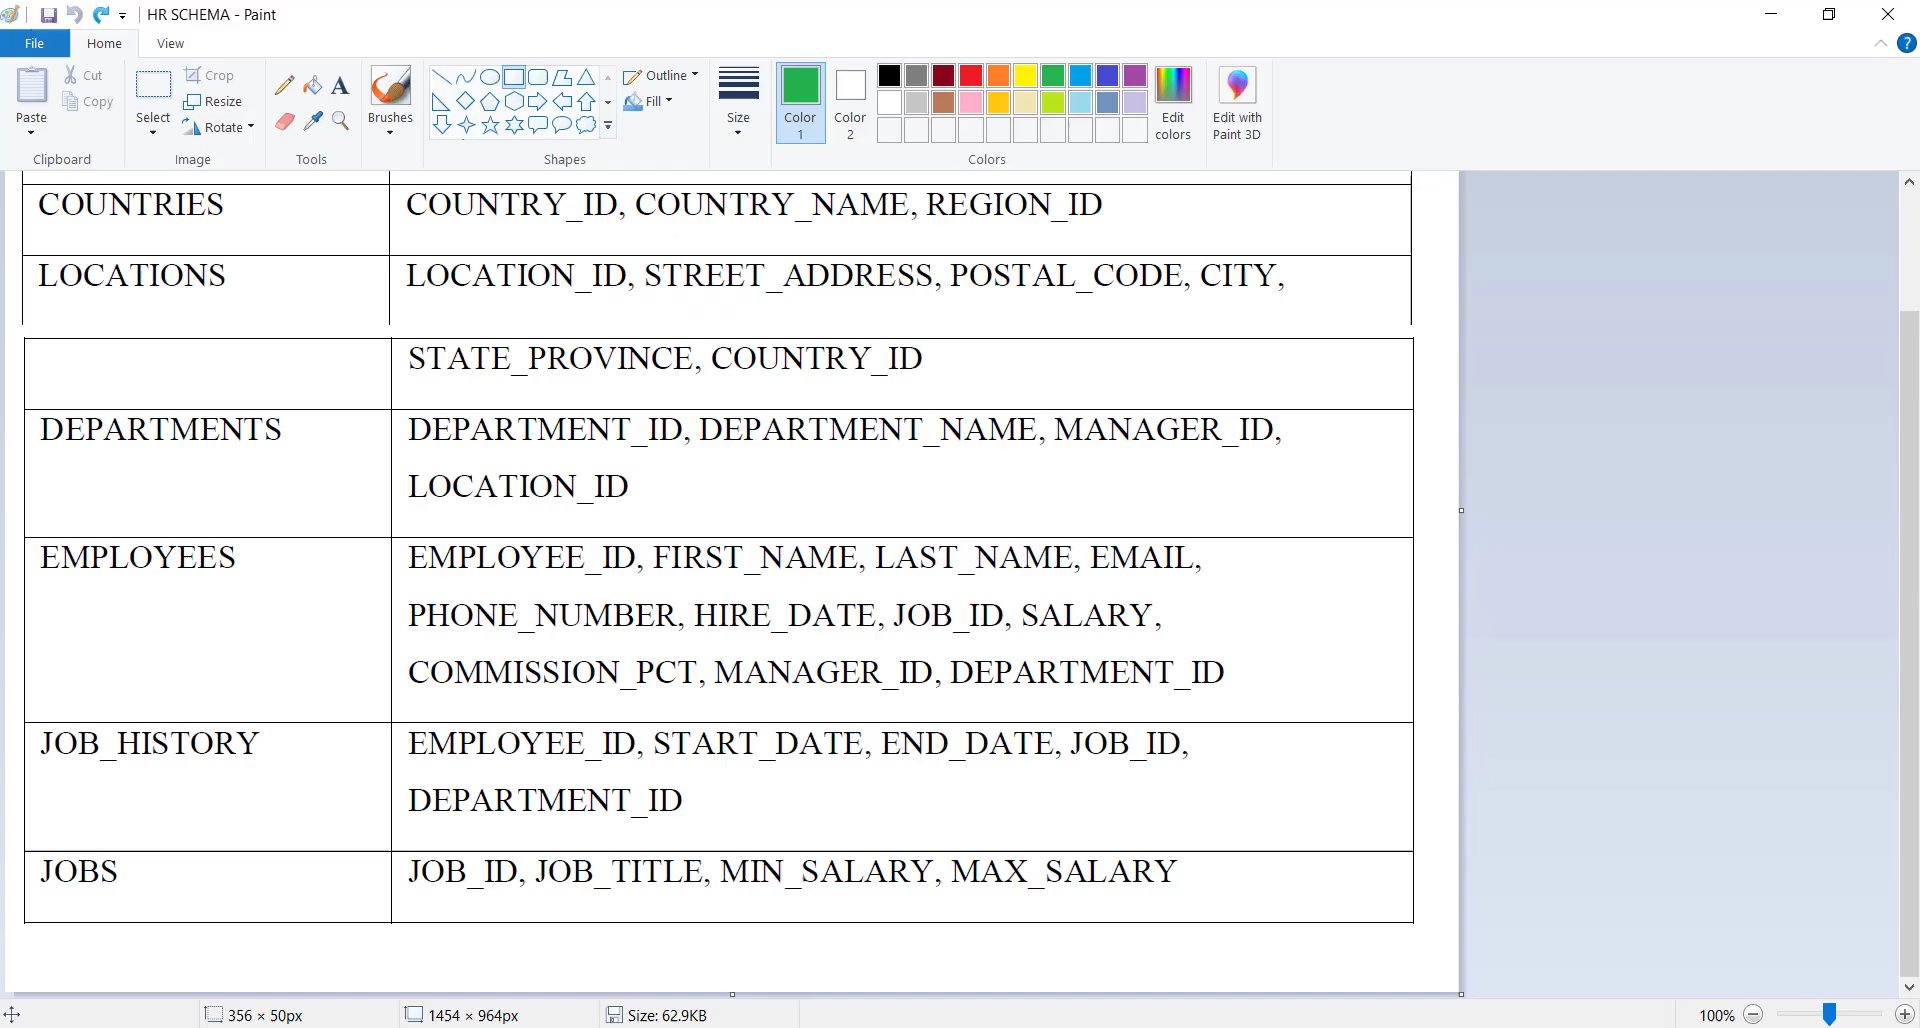 HR SCHEMA - Paint
File Home View
Paste
Cut
Copy
Clipboard
Select
Crop
Resize
Rotate
Image
A
Tools
Brushes
Outline
Fill
Shapes
Size
Color 1
Color 2
Edit colors
Colors
Edit with Paint 3D
?
COUNTRIES COUNTRY_ID, COUNTRY_NAME, REGION_ID
LOCATIONS LOCATION_ID, STREET_ADDRESS, POSTAL_CODE, CITY,
STATE_PROVINCE, COUNTRY_ID
DEPARTMENTS DEPARTMENT_ID, DEPARTMENT_NAME, MANAGER_ID,
LOCATION_ID
EMPLOYEES EMPLOYEE_ID, FIRST_NAME, LAST_NAME, EMAIL,
PHONE_NUMBER, HIRE_DATE, JOB_ID, SALARY,
COMMISSION_PCT, MANAGER_ID, DEPARTMENT_ID
JOB_HISTORY EMPLOYEE_ID, START_DATE, END_DATE, JOB_ID,
DEPARTMENT_ID
JOBS JOB_ID, JOB_TITLE, MIN_SALARY, MAX_SALARY
356 × 50px 1454 × 964px Size: 62.9KB 100%